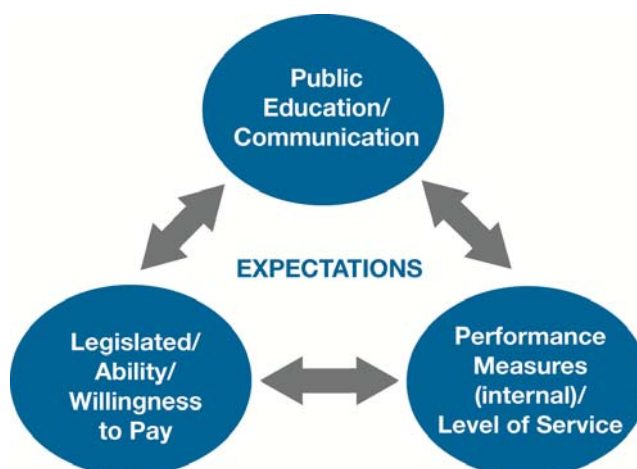 Public
Education/
Communication
EXPECTATIONS
Legislated/
Ability/
Willingness
to Pay
Performance
Measures
(internal)/
Level of Service